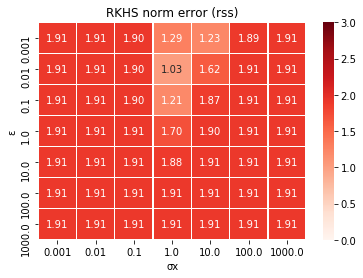 RKHS norm error (rss)
ε
0.001 1.91 1.91 1.90 1.29 1.23 1.89 1.91
0.01 1.91 1.91 1.90 1.03 1.62 1.91 1.91
0.1 1.91 1.91 1.90 1.21 1.87 1.91 1.91
1.0 1.91 1.91 1.91 1.70 1.90 1.91 1.91
10.0 1.91 1.91 1.91 1.88 1.91 1.91 1.91
100.0 1.91 1.91 1.91 1.91 1.91 1.91 1.91
1000.0 1.91 1.91 1.91 1.91 1.91 1.91 1.91
0.001 0.01 0.1 1.0 10.0 100.0 1000.0
σx
3.0
2.5
2.0
1.5
1.0
0.5
0.0